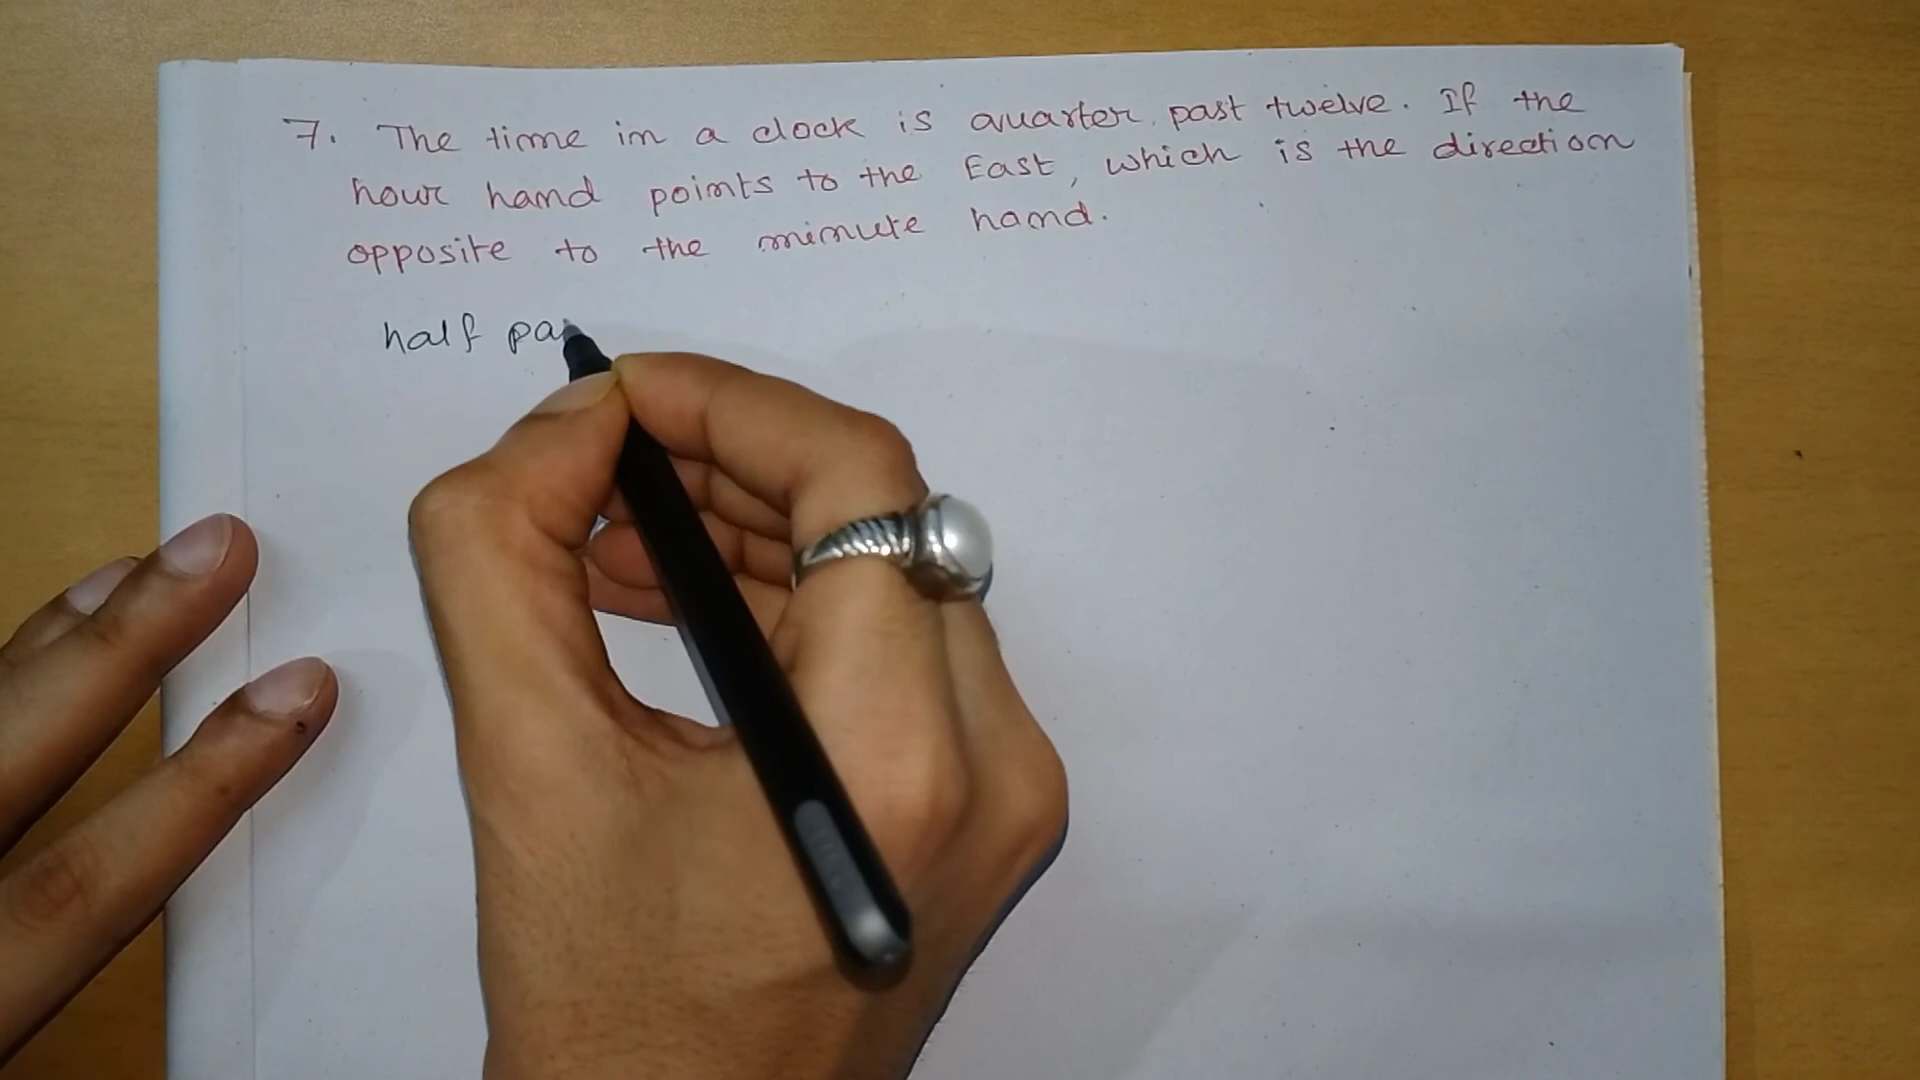 7. The time in a clock is quarter past twelve. If the
hour hand points to the East, which is the direction
opposite to the minute hand.
half pa